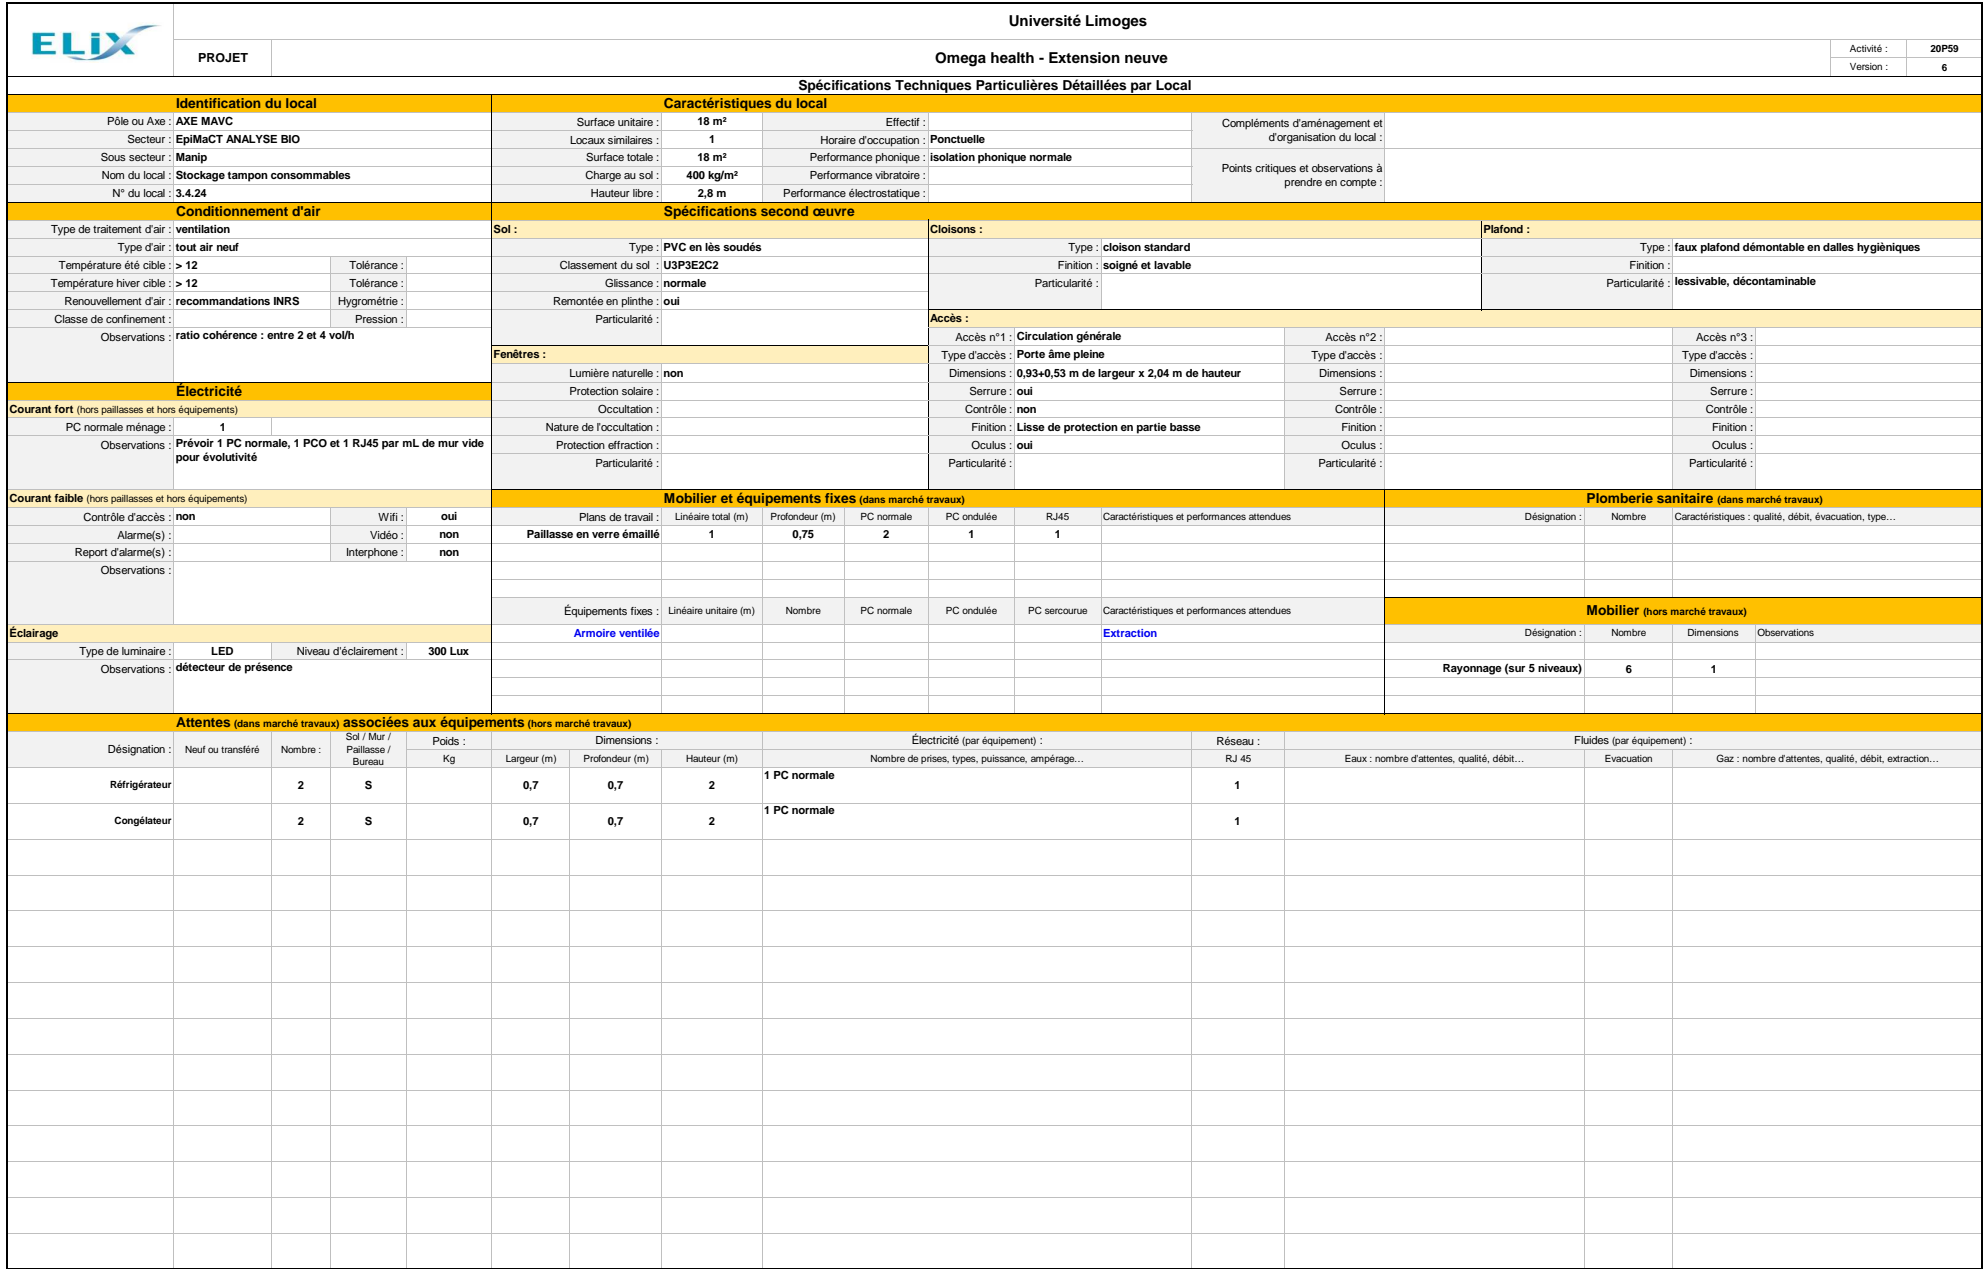 ELiX
Université Limoges
PROJET
Omega health - Extension neuve
Activité : 20P59
Version : 6
Spécifications Techniques Particulières Détaillées par Local
Identification du local
Pôle ou Axe : AXE MAVC
Secteur : EpiMaCT ANALYSE BIO
Sous secteur : Manip
Nom du local : Stockage tampon consommables
N° du local : 3.4.24
Caractéristiques du local
Surface unitaire : 18 m² Effectif :
Locaux similaires : 1 Horaire d'occupation : Ponctuelle
Surface totale : 18 m² Performance phonique : isolation phonique normale
Charge au sol : 400 kg/m² Performance vibratoire :
Hauteur libre : 2,8 m Performance électrostatique :
Compléments d'aménagement et
d'organisation du local :
Points critiques et observations à
prendre en compte :
Conditionnement d'air
Type de traitement d'air : ventilation
Type d'air : tout air neuf
Température été cible : > 12 Tolérance :
Température hiver cible : > 12 Tolérance :
Renouvellement d'air : recommandations INRS Hygrométrie :
Classe de confinement : Pression :
Observations : ratio cohérence : entre 2 et 4 vol/h
Spécifications second œuvre
Sol :
Type : PVC en lès soudés
Classement du sol : U3P3E2C2
Glissance : normale
Remontée en plinthe : oui
Particularité :
Cloisons :
Type : cloison standard
Finition : soigné et lavable
Particularité :
Plafond :
Type : faux plafond démontable en dalles hygièniques
Finition :
Particularité : lessivable, décontaminable
Fenêtres :
Lumière naturelle : non
Protection solaire :
Occultation :
Nature de l'occultation :
Protection effraction :
Particularité :
Accès :
Accès n°1 : Circulation générale Accès n°2 : Accès n°3 :
Type d'accès : Porte âme pleine Type d'accès : Type d'accès :
Dimensions : 0,93+0,53 m de largeur x 2,04 m de hauteur Dimensions : Dimensions :
Serrure : oui Serrure : Serrure :
Contrôle : non Contrôle : Contrôle :
Finition : Lisse de protection en partie basse Finition : Finition :
Oculus : oui Oculus : Oculus :
Particularité : Particularité : Particularité :
Électricité
Courant fort (hors paillasses et hors équipements)
PC normale ménage : 1
Observations : Prévoir 1 PC normale, 1 PCO et 1 RJ45 par mL de mur vide
pour évolutivité
Courant faible (hors paillasses et hors équipements)
Contrôle d'accès : non Wifi : oui
Alarme(s) : Vidéo : non
Report d'alarme(s) : Interphone : non
Observations :
Éclairage
Type de luminaire : LED Niveau d'éclairement : 300 Lux
Observations : détecteur de présence
Mobilier et équipements fixes (dans marché travaux)
Plans de travail : Linéaire total (m) Profondeur (m) PC normale PC ondulée RJ45 Caractéristiques et performances attendues
Paillasse en verre émaillé 1 0,75 2 1 1
Équipements fixes : Linéaire unitaire (m) Nombre PC normale PC ondulée PC sercourue Caractéristiques et performances attendues
Armoire ventilée Extraction
Plomberie sanitaire (dans marché travaux)
Désignation : Nombre Caractéristiques : qualité, débit, évacuation, type…
Mobilier (hors marché travaux)
Désignation : Nombre Dimensions Observations
Rayonnage (sur 5 niveaux) 6 1
Attentes (dans marché travaux) associées aux équipements (hors marché travaux)
Désignation : Neuf ou transféré Nombre : Sol / Mur /
Paillasse /
Bureau
Poids : Dimensions : Électricité (par équipement) : Réseau : Fluides (par équipement) :
Kg Largeur (m) Profondeur (m) Hauteur (m) Nombre de prises, types, puissance, ampérage… RJ 45 Eaux : nombre d'attentes, qualité, débit… Evacuation Gaz : nombre d'attentes, qualité, débit, extraction…
Réfrigérateur 2 S 0,7 0,7 2 1 PC normale 1
Congélateur 2 S 0,7 0,7 2 1 PC normale 1